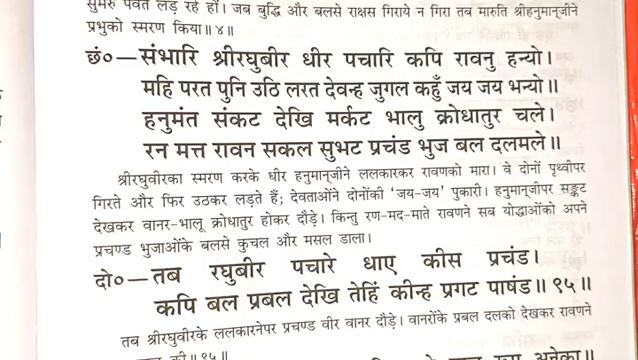 सुमेरु पर्वत लड़ रहे हों। जब बुद्धि और बलसे राक्षस गिराये न गिरा तब मारुति श्रीहनुमान्‌जीने
प्रभुको स्मरण किया॥४॥
छं०—संभारि श्रीरघुबीर धीर पचारि कपि रावनु हन्यो।
महि परत पुनि उठि लरत देवन्ह जुगल कहुँ जय जय भन्यो॥
हनुमंत संकट देखि मर्कट भालु क्रोधातुर चले।
रन मत्त रावन सकल सुभट प्रचंड भुज बल दलमले॥
श्रीरघुवीरका स्मरण करके धीर हनुमान्‌जीने ललकारकर रावणको मारा। वे दोनों पृथ्वीपर
गिरते और फिर उठकर लड़ते हैं; देवताओंने दोनोंकी 'जय-जय' पुकारी। हनुमान्‌जीपर सङ्कट
देखकर वानर-भालू क्रोधातुर होकर दौड़े। किन्तु रण-मद-माते रावणने सब योद्धाओंको अपने
प्रचण्ड भुजाओंके बलसे कुचल और मसल डाला।
दो०—तब रघुबीर पचारे धाए कीस प्रचंड।
कपि बल प्रबल देखि तेहिं कीन्ह प्रगट पाषंड॥९५॥
तब श्रीरघुवीरके ललकारनेपर प्रचण्ड वीर वानर दौड़े। वानरोंके प्रबल दलको देखकर रावणने
की॥९५॥
अनेका॥